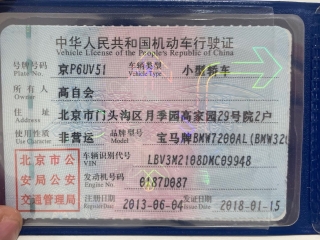 中华人民共和国机动车行驶证
Vehicle License of the People's Republic of China
号牌号码 京P6UV51 车辆类型 小型轿车
Plate No. Vehicle Type
所有人 高自会
Owner
住址 北京市门头沟区月季园高家园29号院2户
Address
使用性质 非营运 品牌型号 宝马牌BMW7200AL(BMW320
Use Character Model
北京市公
安局公安
交通管理局
车辆识别代号 LBV3M2108DMC09948
VIN
发动机号码 0187D087
Engine No.
注册日期 2013-06-04 发证日期 2018-01-15
Register Date Issue Date